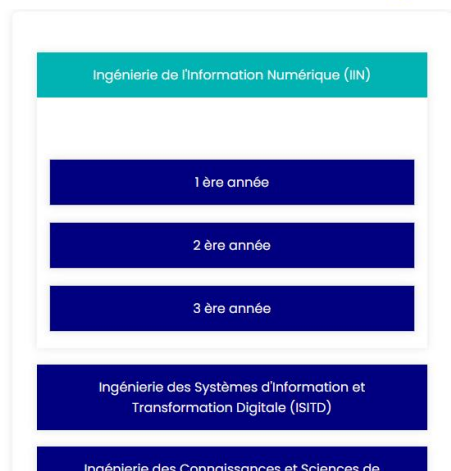 Ingénierie de l'Information Numérique (IIN)
1 ère année
2 ère année
3 ère année
Ingénierie des Systèmes d'Information et
Transformation Digitale (ISITD)
Ingénierie des Connaissances et Sciences de